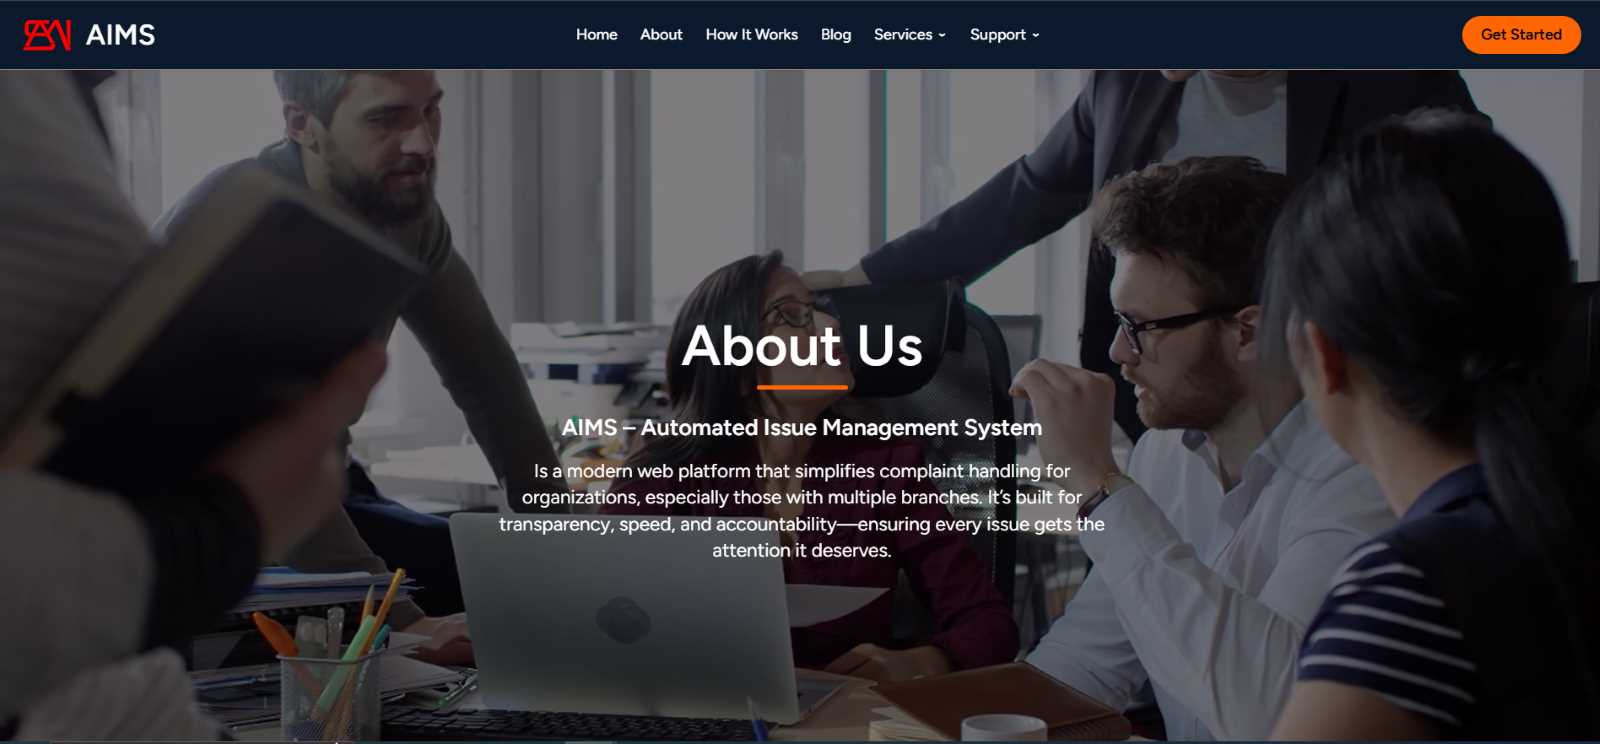 AIMS
Home About How It Works Blog Services Support
Get Started
About Us
AIMS – Automated Issue Management System
Is a modern web platform that simplifies complaint handling for
organizations, especially those with multiple branches. It’s built for
transparency, speed, and accountability—ensuring every issue gets the
attention it deserves.